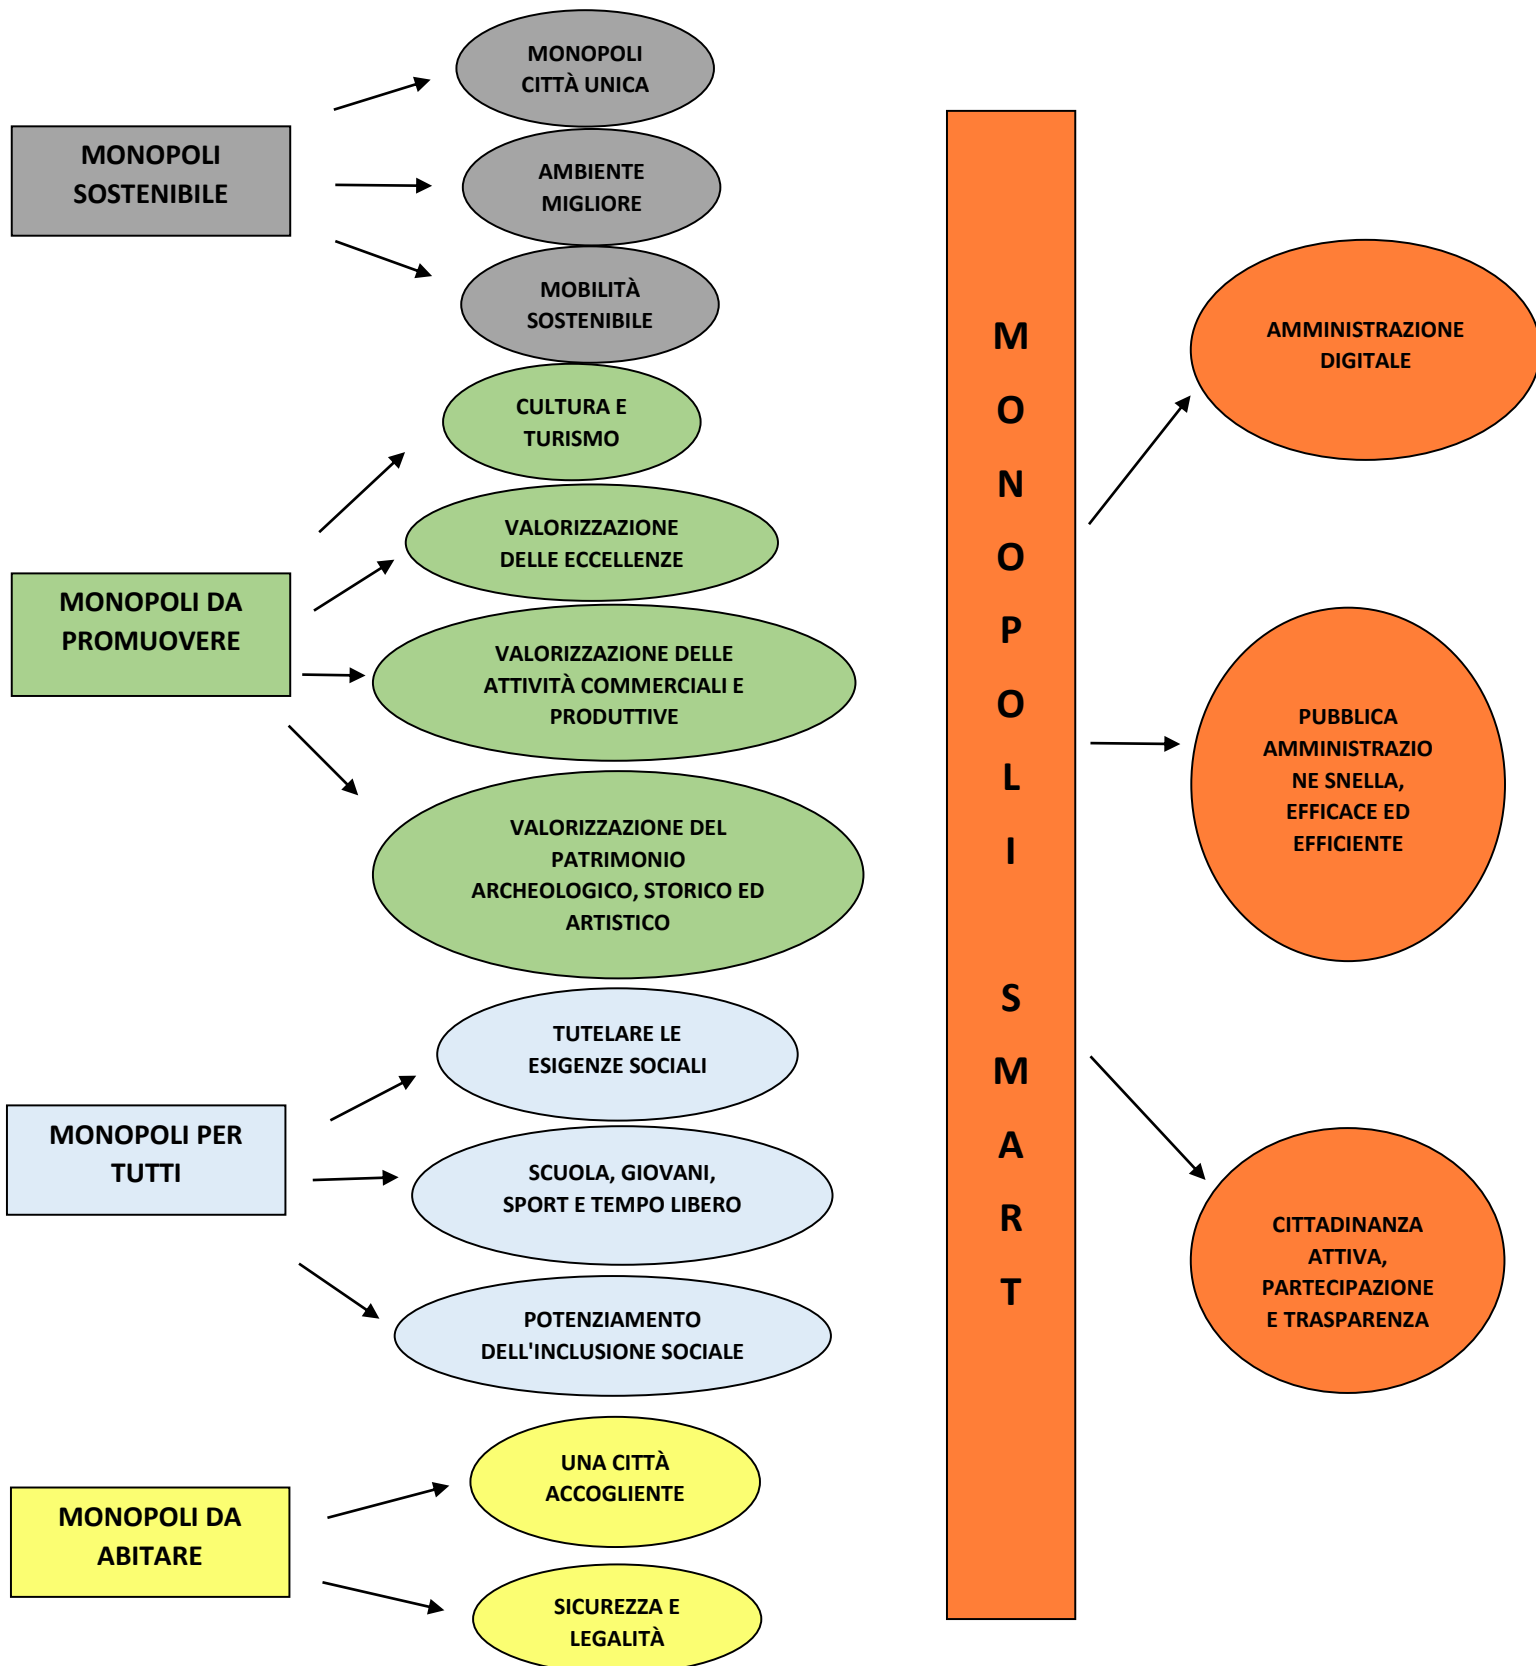 MONOPOLI
SOSTENIBILE
MONOPOLI
CITTÀ UNICA
AMBIENTE
MIGLIORE
MOBILITÀ
SOSTENIBILE
MONOPOLI DA
PROMUOVERE
CULTURA E
TURISMO
VALORIZZAZIONE
DELLE ECCELLENZE
VALORIZZAZIONE DELLE
ATTIVITÀ COMMERCIALI E
PRODUTTIVE
VALORIZZAZIONE DEL
PATRIMONIO
ARCHEOLOGICO, STORICO ED
ARTISTICO
MONOPOLI PER
TUTTI
TUTELARE LE
ESIGENZE SOCIALI
SCUOLA, GIOVANI,
SPORT E TEMPO LIBERO
POTENZIAMENTO
DELL'INCLUSIONE SOCIALE
MONOPOLI DA
ABITARE
UNA CITTÀ
ACCOGLIENTE
SICUREZZA E
LEGALITÀ
M
O
N
O
P
O
L
I
S
M
A
R
T
AMMINISTRAZIONE
DIGITALE
PUBBLICA
AMMINISTRAZIO
NE SNELLA,
EFFICACE ED
EFFICIENTE
CITTADINANZA
ATTIVA,
PARTECIPAZIONE
E TRASPARENZA